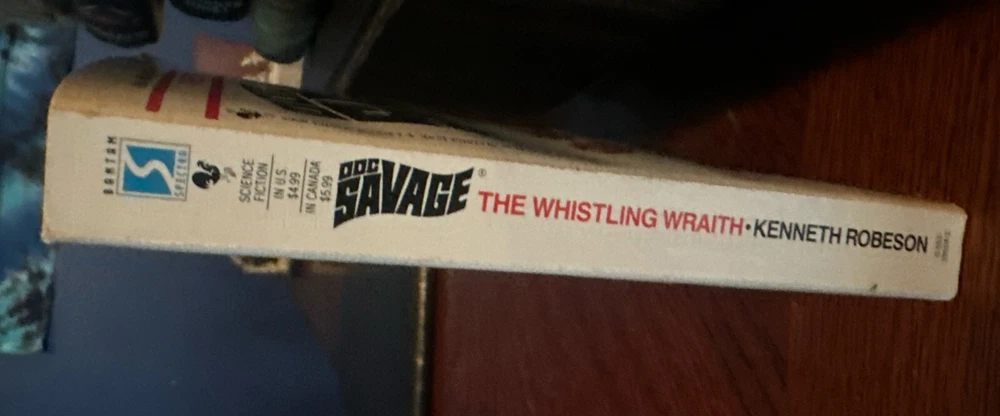 BANTAM
SPECTRA
SCIENCE
FICTION
IN U.S.
$4.99
IN CANADA
$5.99
DOC
SAVAGE®
THE WHISTLING WRAITH • KENNETH ROBESON